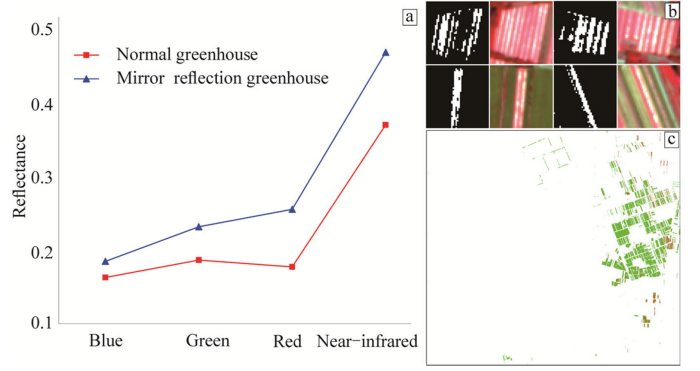 a
0.5
Normal greenhouse
Mirror reflection greenhouse
0.4
0.3
0.2
0.1
Reflectance
Blue
Green
Red
Near-infrared
b
c